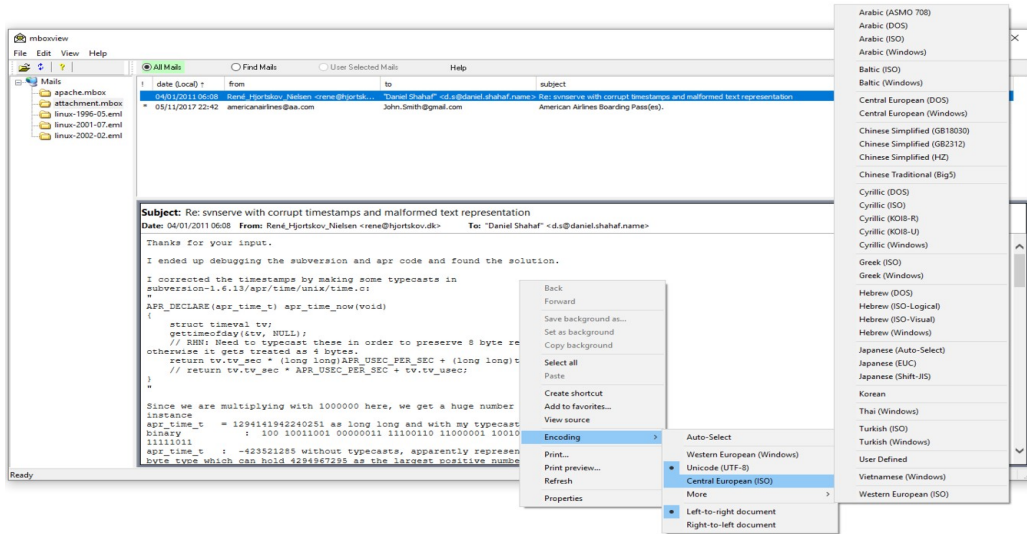 mboxview
File Edit View Help
All Mails Find Mails User Selected Mails Help
Mails
apache.mbox
attachment.mbox
linux-1996-05.eml
linux-2001-07.eml
linux-2002-02.eml
! date (Local) ↑ from to subject
04/01/2011 06:08 René_Hjortskov_Nielsen <rene@hjortsk... "Daniel Shahaf" <d.s@daniel.shahaf.name> Re: svnserve with corrupt timestamps and malformed text representation
* 05/11/2017 22:42 americanairlines@aa.com John.Smith@gmail.com American Airlines Boarding Pass(es).
Subject: Re: svnserve with corrupt timestamps and malformed text representation
Date: 04/01/2011 06:08 From: René_Hjortskov_Nielsen <rene@hjortskov.dk> To: "Daniel Shahaf" <d.s@daniel.shahaf.name>
Thanks for your input.
I ended up debugging the subversion and apr code and found the solution.
I corrected the timestamps by making some typecasts in
subversion-1.6.13/apr/time/unix/time.c:
"
APR_DECLARE(apr_time_t) apr_time_now(void)
{
struct timeval tv;
gettimeofday(&tv, NULL);
// RHN: Need to typecast these in order to preserve 8 byte re
otherwise it gets treated as 4 bytes.
return tv.tv_sec * (long long)APR_USEC_PER_SEC + (long long)t
// return tv.tv_sec * APR_USEC_PER_SEC + tv.tv_usec;
}
"
Since we are multiplying with 1000000 here, we get a huge number
instance
apr_time_t = 1294141942240251 as long long and with my typecast
binary : 100 10011001 00000011 11100110 11000001 10010
11111011
apr_time_t : -423521285 without typecasts, apparently represen
byte type which can hold 4294967295 as the largest positive numbe
Ready
Back
Forward
Save background as...
Set as background
Copy background
Select all
Paste
Create shortcut
Add to favorites...
View source
Encoding
Print...
Print preview...
Refresh
Properties
Auto-Select
Western European (Windows)
Unicode (UTF-8)
Central European (ISO)
More
Left-to-right document
Right-to-left document
Arabic (ASMO 708)
Arabic (DOS)
Arabic (ISO)
Arabic (Windows)
Baltic (ISO)
Baltic (Windows)
Central European (DOS)
Central European (Windows)
Chinese Simplified (GB18030)
Chinese Simplified (GB2312)
Chinese Simplified (HZ)
Chinese Traditional (Big5)
Cyrillic (DOS)
Cyrillic (ISO)
Cyrillic (KOI8-R)
Cyrillic (KOI8-U)
Cyrillic (Windows)
Greek (ISO)
Greek (Windows)
Hebrew (DOS)
Hebrew (ISO-Logical)
Hebrew (ISO-Visual)
Hebrew (Windows)
Japanese (Auto-Select)
Japanese (EUC)
Japanese (Shift-JIS)
Korean
Thai (Windows)
Turkish (ISO)
Turkish (Windows)
User Defined
Vietnamese (Windows)
Western European (ISO)